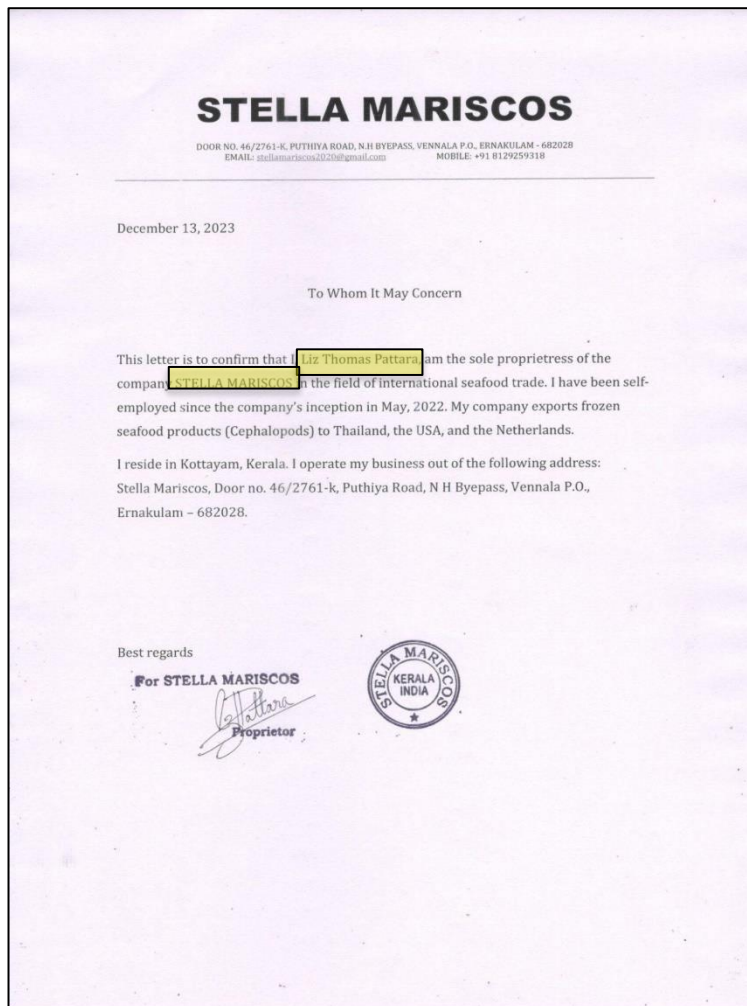 STELLA MARISCOS
DOOR NO. 46/2761-K, PUTHIYA ROAD, N.H BYEPASS, VENNALA P.O., ERNAKULAM - 682028
EMAIL: stellamariscos2020@gmail.com MOBILE: +91 8129259318
December 13, 2023
To Whom It May Concern
This letter is to confirm that I, Liz Thomas Pattara, am the sole proprietress of the
company STELLA MARISCOS in the field of international seafood trade. I have been self-
employed since the company's inception in May, 2022. My company exports frozen
seafood products (Cephalopods) to Thailand, the USA, and the Netherlands.
I reside in Kottayam, Kerala. I operate my business out of the following address:
Stella Mariscos, Door no. 46/2761-k, Puthiya Road, N H Byepass, Vennala P.O.,
Ernakulam – 682028.
Best regards
For STELLA MARISCOS
Proprietor
STELLA MARISCOS
KERALA
INDIA